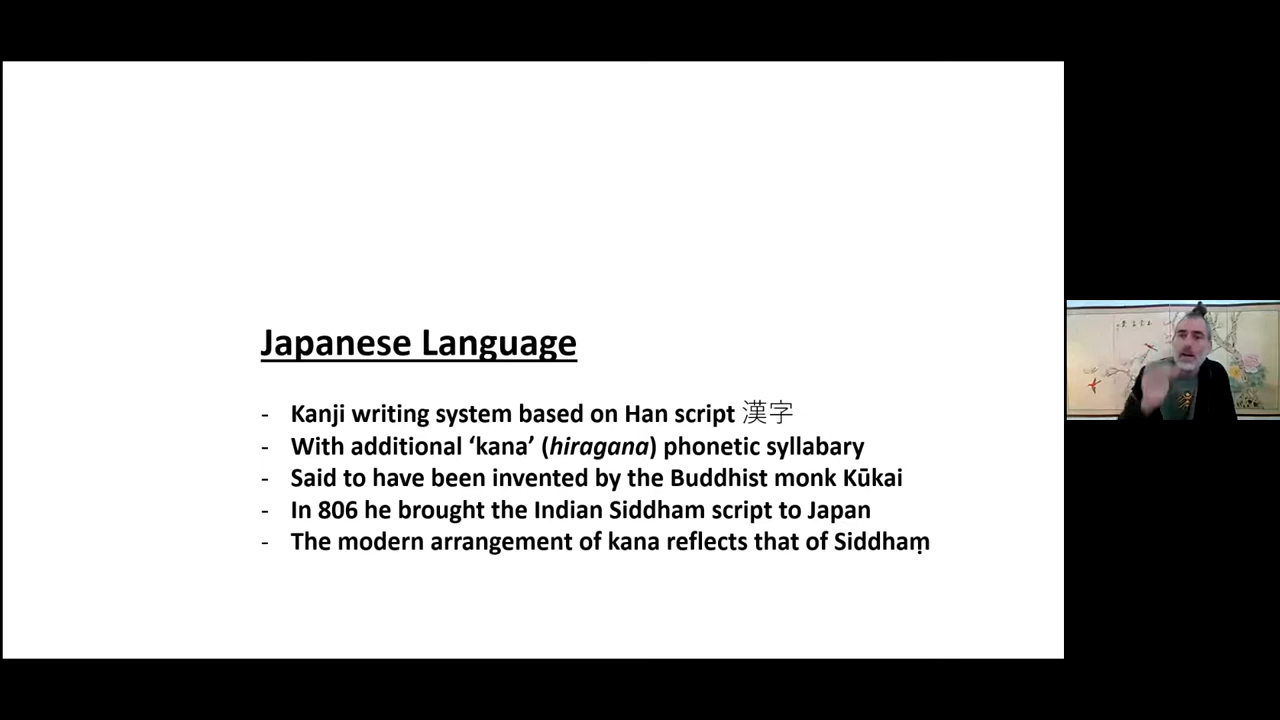 Japanese Language
- Kanji writing system based on Han script 漢字
- With additional ‘kana’ (hiragana) phonetic syllabary
- Said to have been invented by the Buddhist monk Kūkai
- In 806 he brought the Indian Siddham script to Japan
- The modern arrangement of kana reflects that of Siddhaṃ